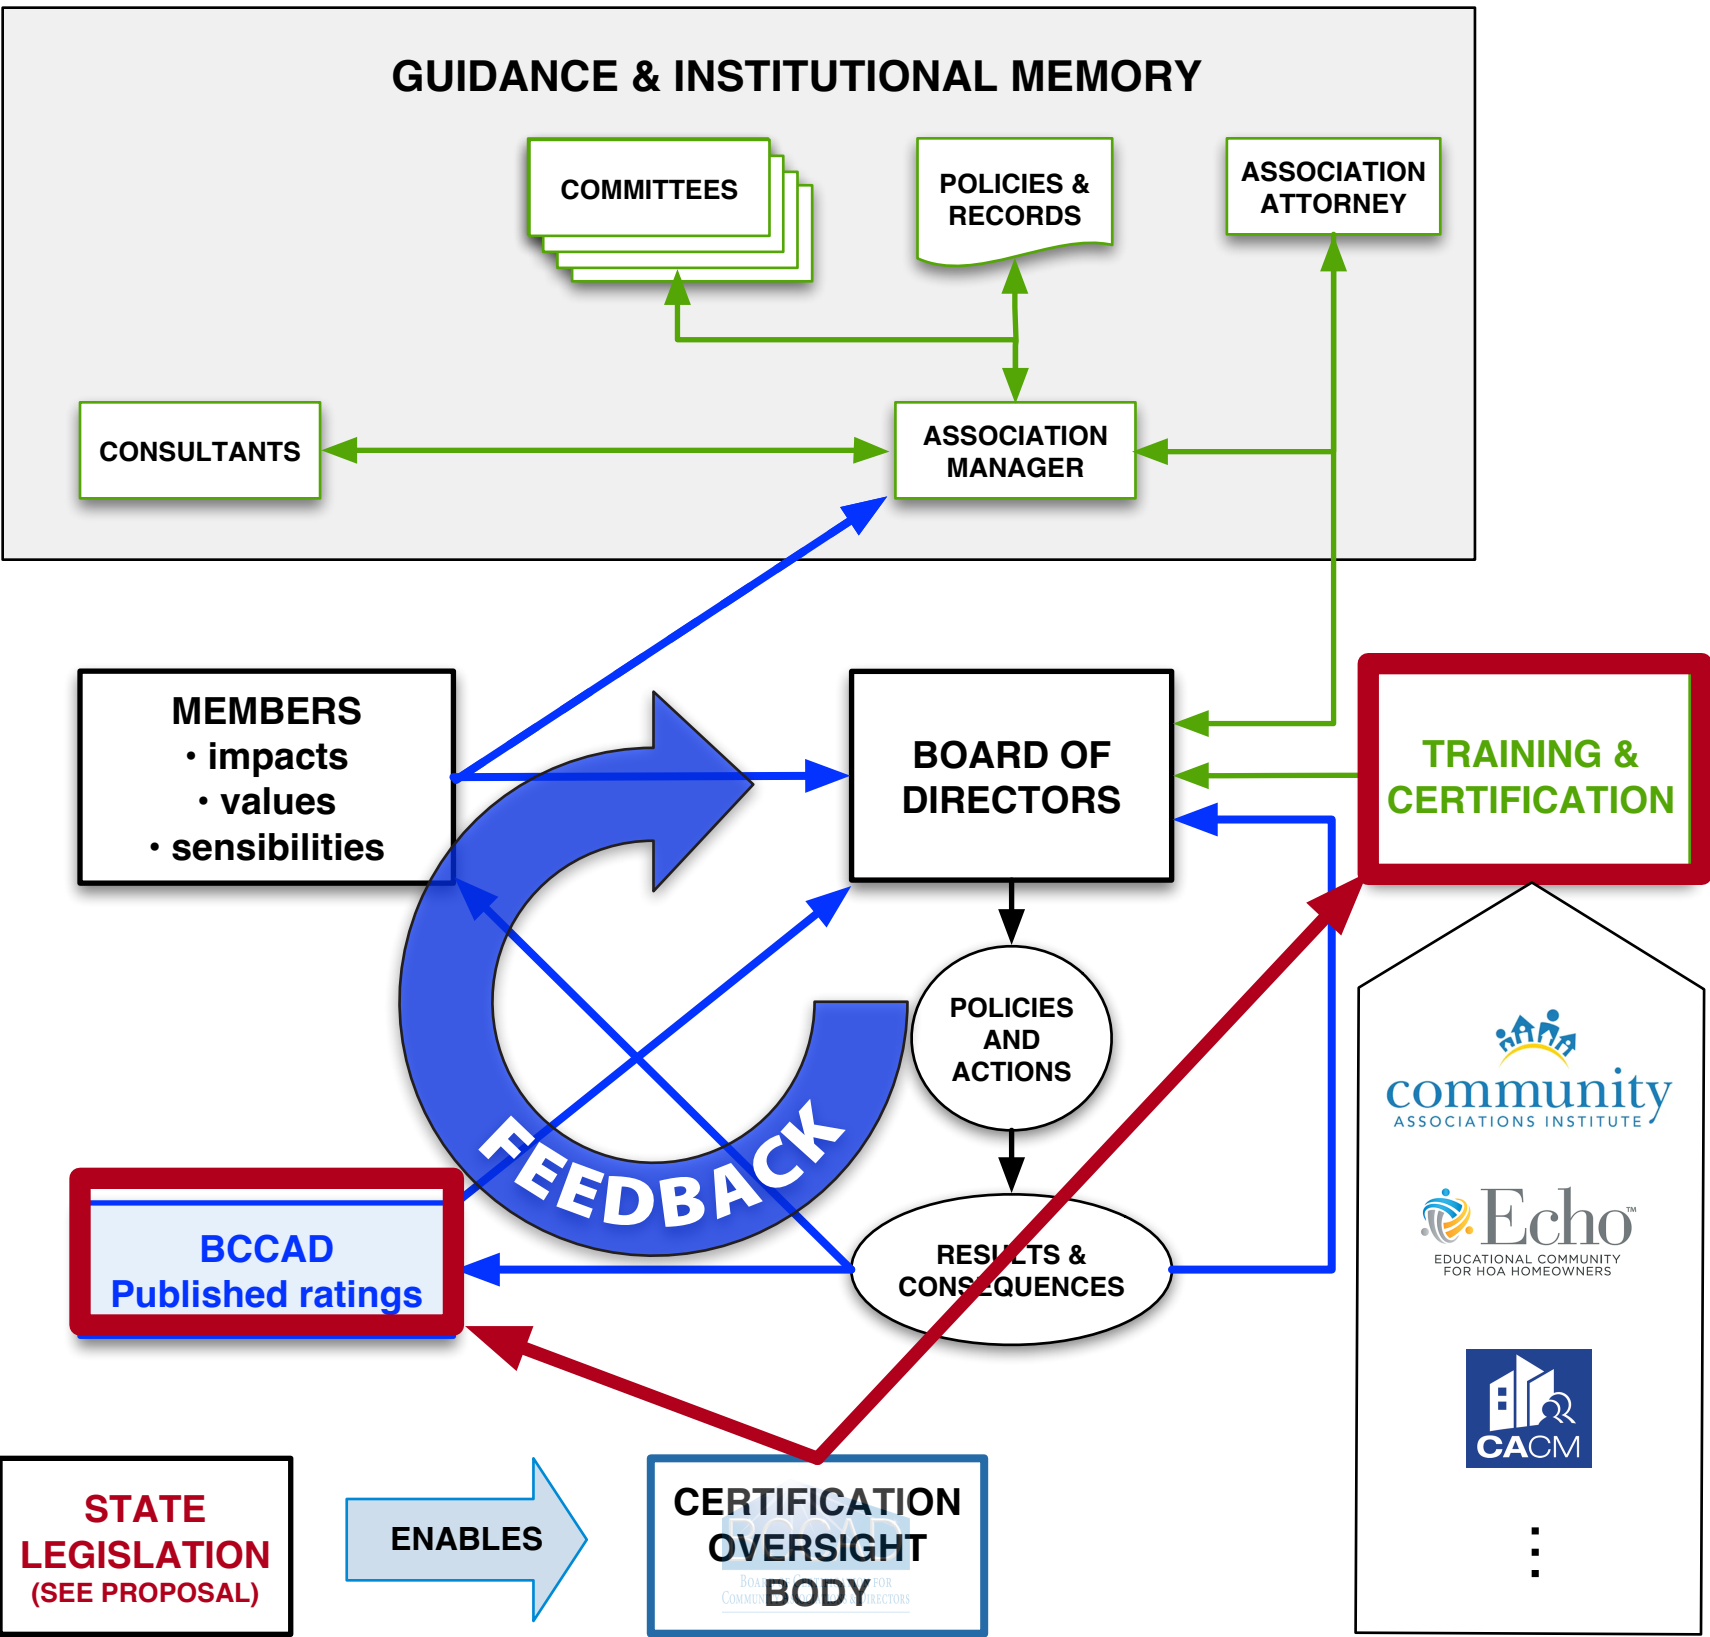 GUIDANCE & INSTITUTIONAL MEMORY
COMMITTEES
POLICIES &
RECORDS
ASSOCIATION
ATTORNEY
CONSULTANTS
ASSOCIATION
MANAGER
MEMBERS
• impacts
• values
• sensibilities
BOARD OF
DIRECTORS
TRAINING &
CERTIFICATION
POLICIES
AND
ACTIONS
FEEDBACK
community
ASSOCIATIONS INSTITUTE
Echo™
EDUCATIONAL COMMUNITY
FOR HOA HOMEOWNERS
CACM
BCCAD
Published ratings
RESULTS &
CONSEQUENCES
STATE
LEGISLATION
(SEE PROPOSAL)
ENABLES
CERTIFICATION
OVERSIGHT
BODY
BCCAD